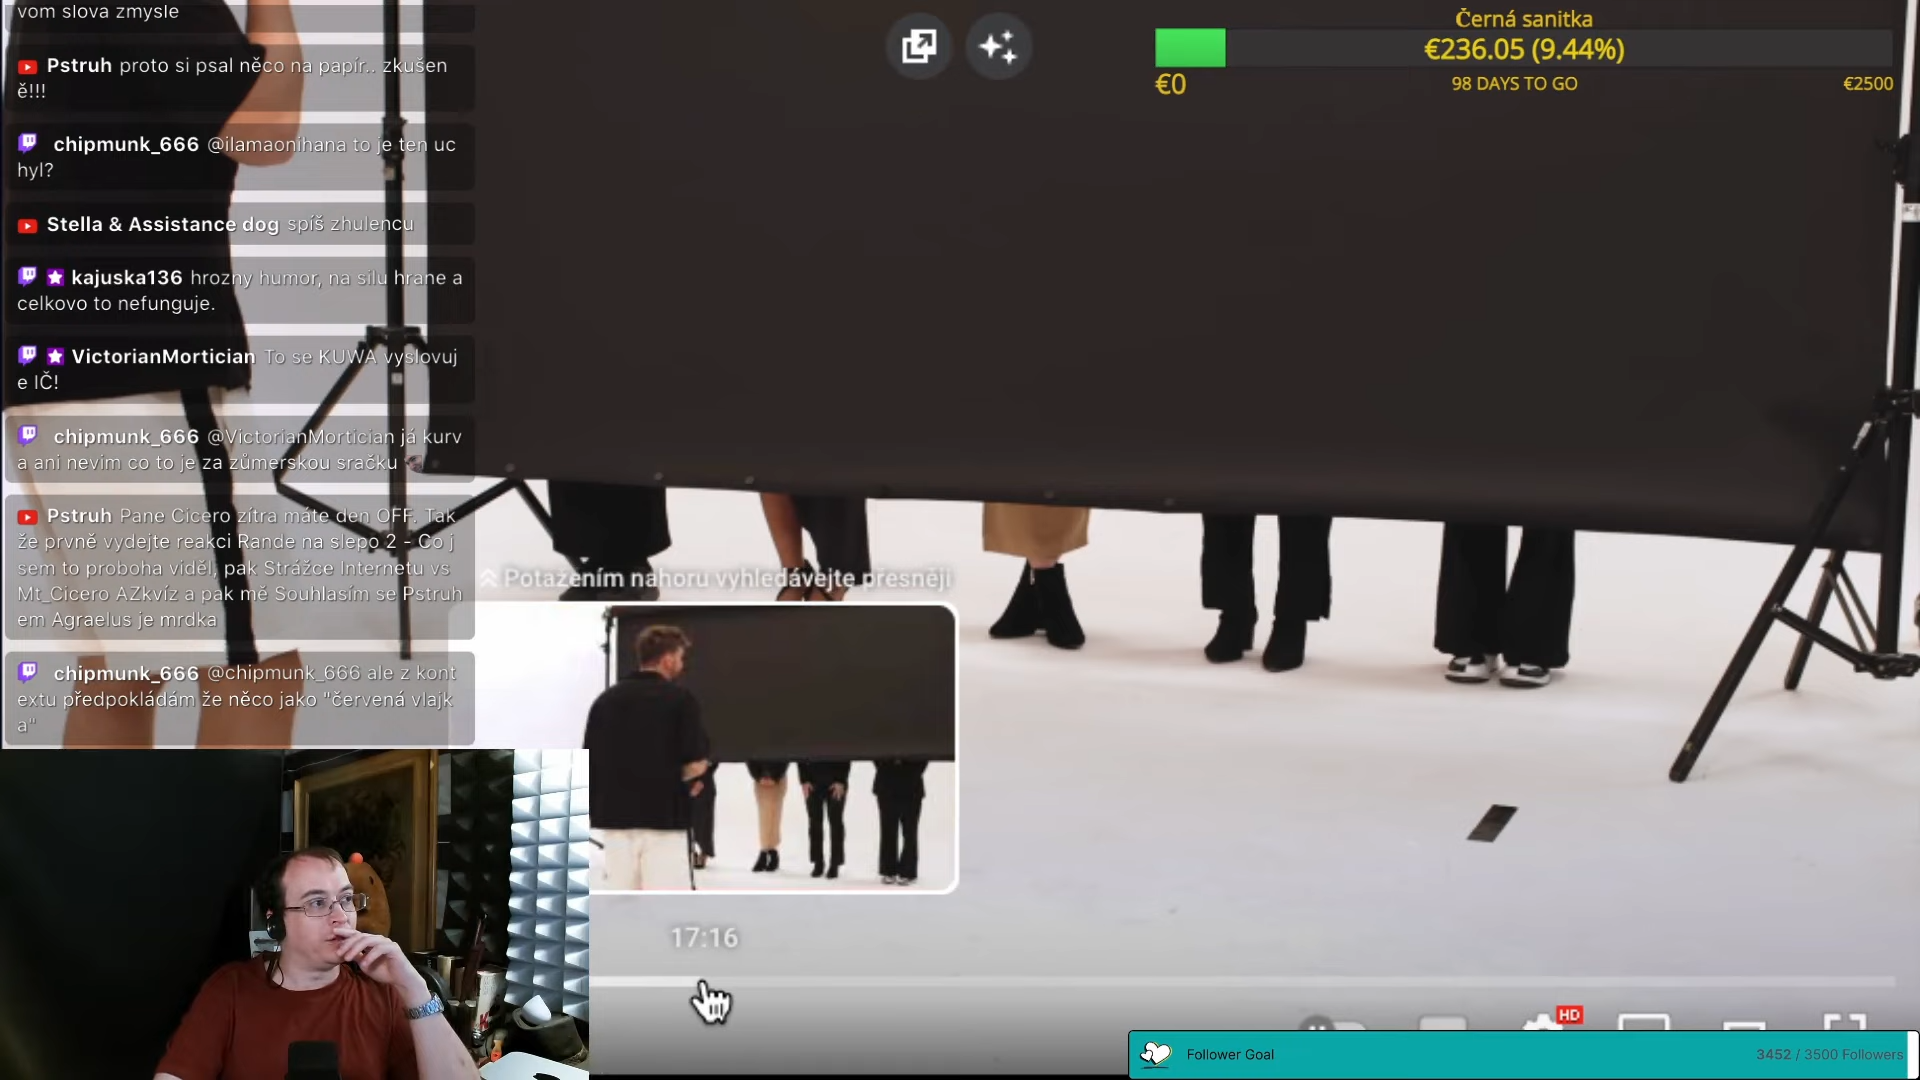 vom slova zmysle
Pstruh proto si psal něco na papír.. zkušen
ě!!!
chipmunk_666 @ilamaonihana to je ten uc
hyl?
Stella & Assistance dog spíš zhulencu
kajuska136 hrozny humor, na silu hrane a
celkovo to nefunguje.
VictorianMortician To se KUWA vyslovuj
e IČ!
chipmunk_666 @VictorianMortician já kurv
a ani nevim co to je za zůmerskou sračku
Pstruh Pane Cicero zítra máte den OFF. Tak
že prvně vydejte reakci Rande na slepo 2 - Co j
sem to proboha viděl, pak Strážce Internetu vs
Mt_Cicero AZkvíz a pak mě Souhlasím se Pstruh
em Agraelus je mrdka
chipmunk_666 @chipmunk_666 ale z kont
extu předpokládám že něco jako "červená vlajk
a"
Černá sanitka
€236.05 (9.44%)
€0
98 DAYS TO GO
€2500
Potažením nahoru vyhledávejte přesněji
17:16
HD
Follower Goal
3452 / 3500 Followers